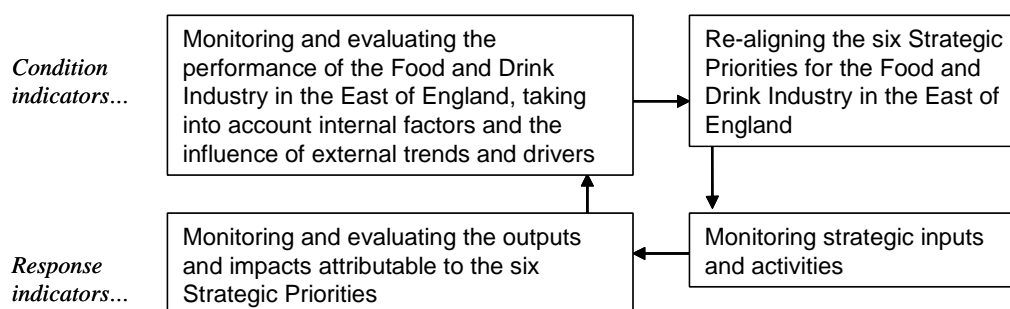 Condition
indicators…
Monitoring and evaluating the
performance of the Food and Drink
Industry in the East of England, taking
into account internal factors and the
influence of external trends and drivers
Re-aligning the six Strategic
Priorities for the Food and
Drink Industry in the East of
England
Response
indicators…
Monitoring and evaluating the outputs
and impacts attributable to the six
Strategic Priorities
Monitoring strategic inputs
and activities